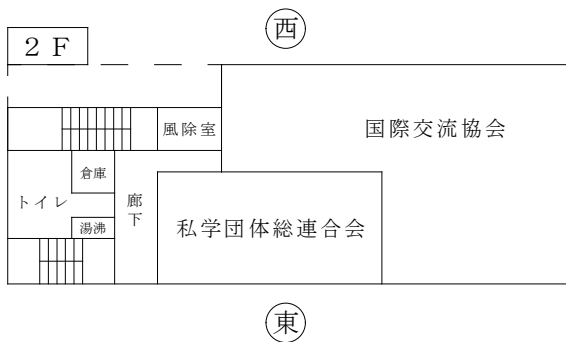 西
２Ｆ
風除室
国際交流協会
倉庫
トイレ
廊下
湯沸
私学団体総連合会
東